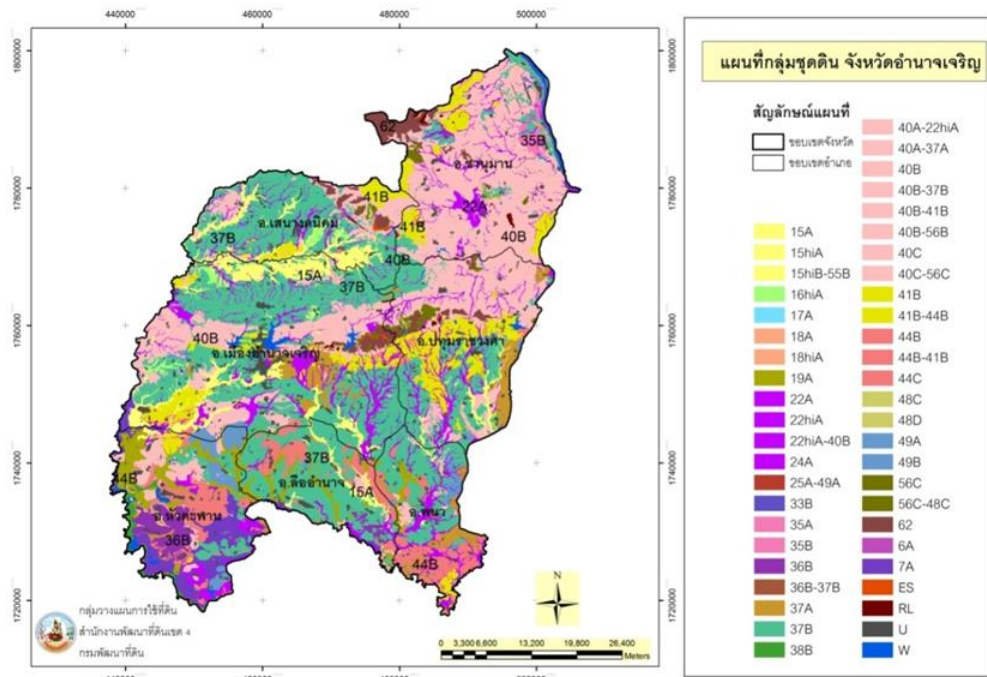 440000 460000 480000 500000
1800000 1800000
1780000 1780000
1760000 1760000
1740000 1740000
1720000 1720000
62
35B
อ.ชานุมาน
41B
22A
41B
อ.เสนางคนิคม
37B
40B
40B
15A
37B
40B
อ.ปทุมราชวงศา
อ.เมืองอำนาจเจริญ
37B
44B
อ.ลืออำนาจ
15A
อ.หัวตะพาน
อ.พนา
36B
44B
N
กลุ่มวางแผนการใช้ที่ดิน
สำนักงานพัฒนาที่ดินเขต 4
กรมพัฒนาที่ดิน
0 3,300 6,600 13,200 19,800 26,400
Meters
440000 460000 480000 500000
แผนที่กลุ่มชุดดิน จังหวัดอำนาจเจริญ
สัญลักษณ์แผนที่
ขอบเขตจังหวัด
ขอบเขตอำเภอ
15A
15hiA
15hiB-55B
16hiA
17A
18A
18hiA
19A
22A
22hiA
22hiA-40B
24A
25A-49A
33B
35A
35B
36B
36B-37B
37A
37B
38B
40A-22hiA
40A-37A
40B
40B-37B
40B-41B
40B-56B
40C
40C-56C
41B
41B-44B
44B
44B-41B
44C
48C
48D
49A
49B
56C
56C-48C
62
6A
7A
ES
RL
U
W